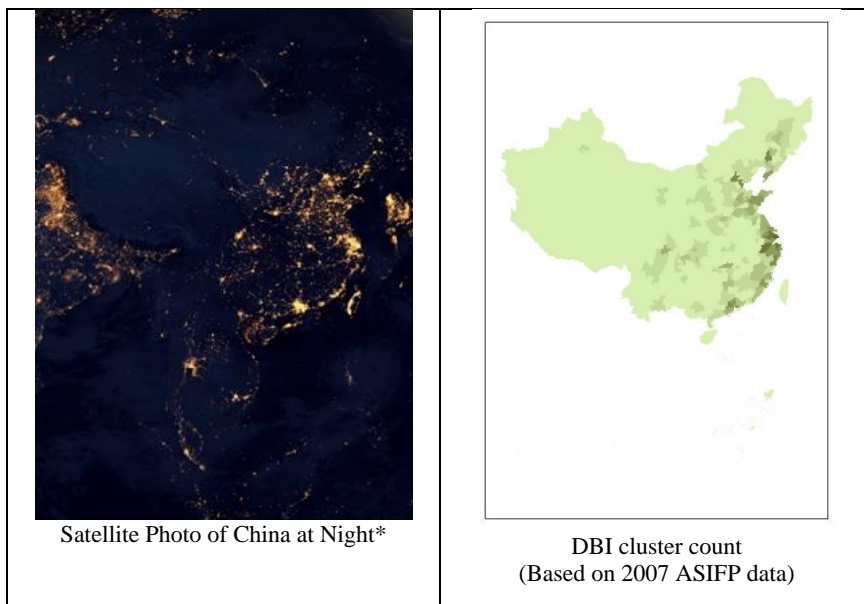 Satellite Photo of China at Night*
DBI cluster count
(Based on 2007 ASIFP data)